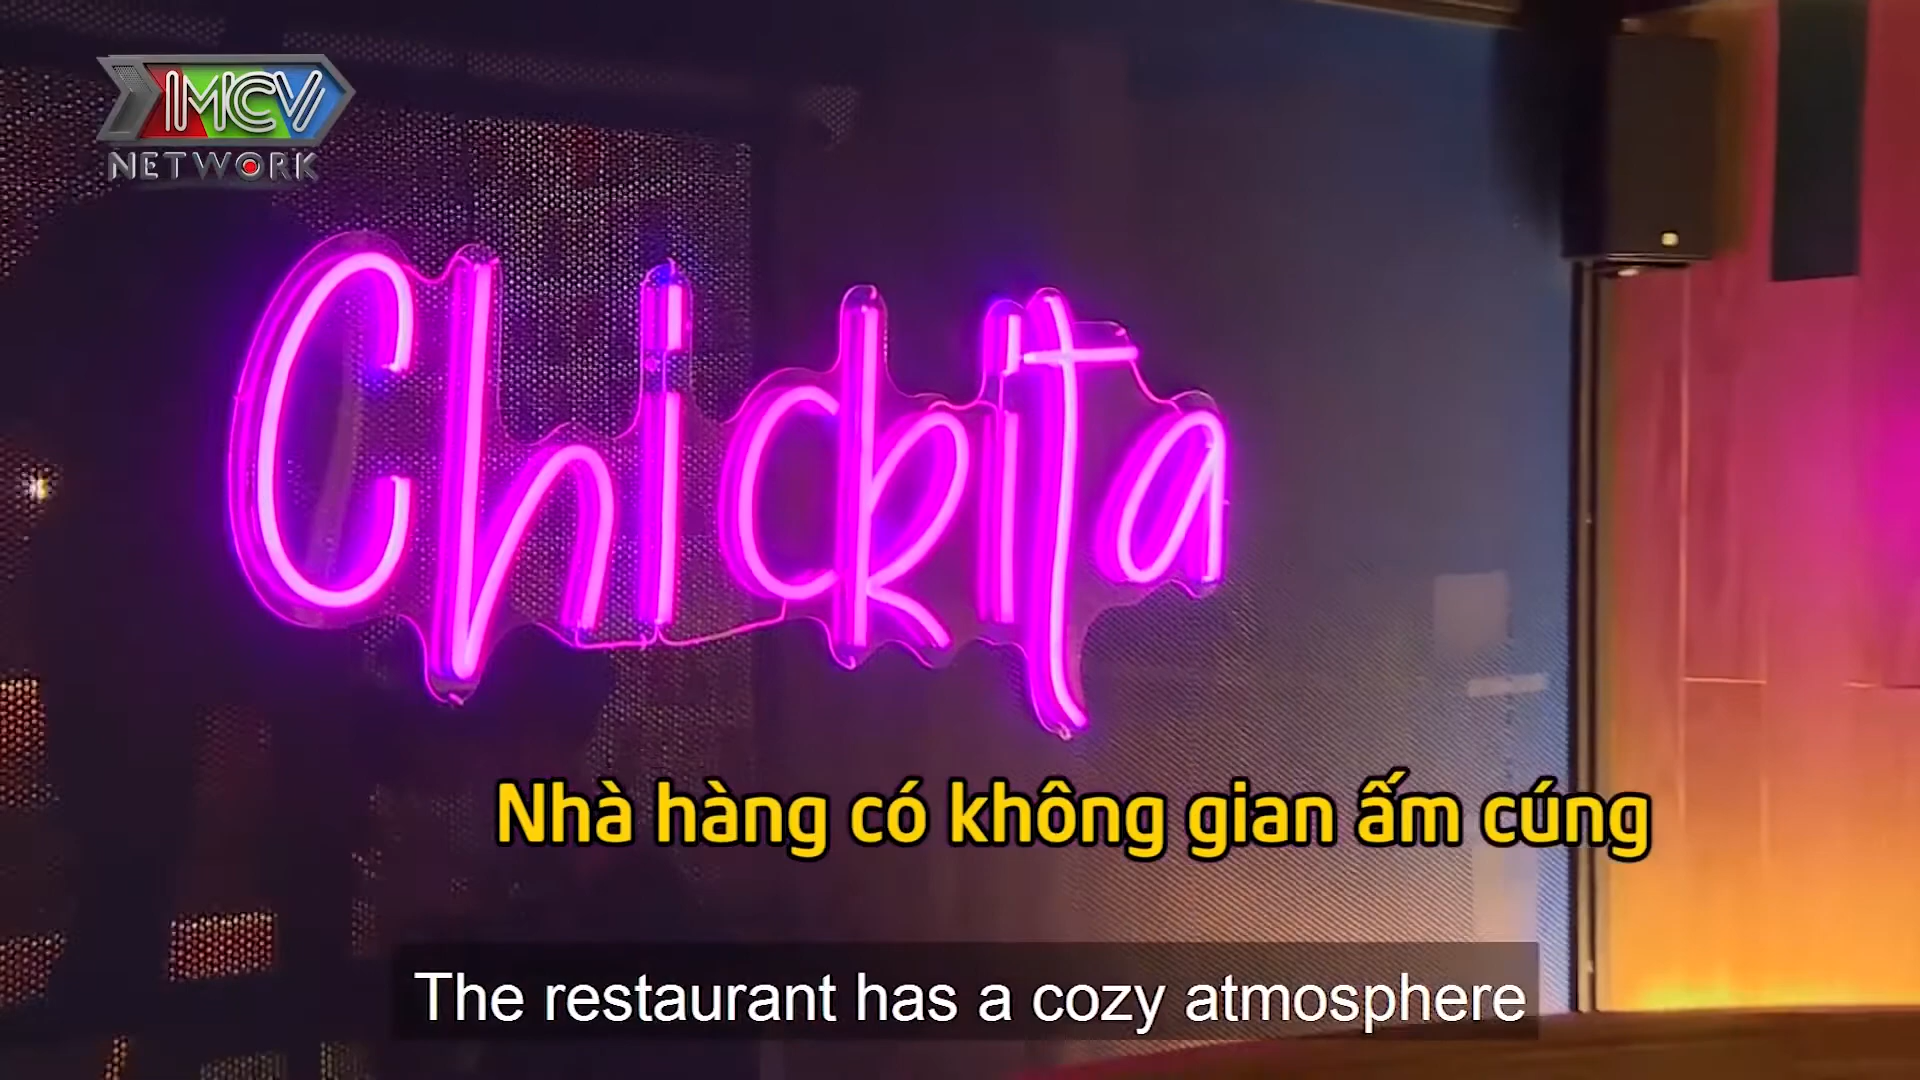 MCV
NETWORK
Chickita
Nhà hàng có không gian ấm cúng
The restaurant has a cozy atmosphere